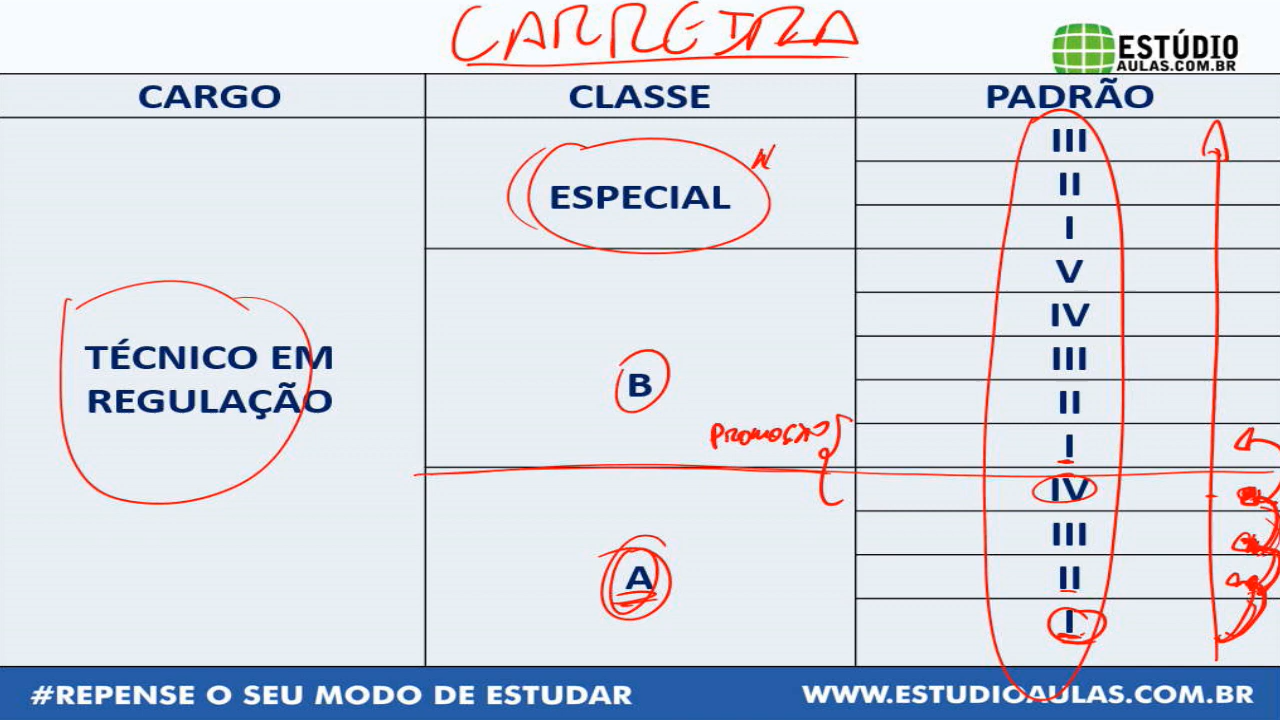 CARREIRA
ESTÚDIO
AULAS.COM.BR
CARGO
CLASSE
PADRÃO
TÉCNICO EM
REGULAÇÃO
ESPECIAL
III
II
I
B
V
IV
III
II
I
PROMOÇÃO
A
IV
III
II
I
#REPENSE O SEU MODO DE ESTUDAR
WWW.ESTUDIOAULAS.COM.BR